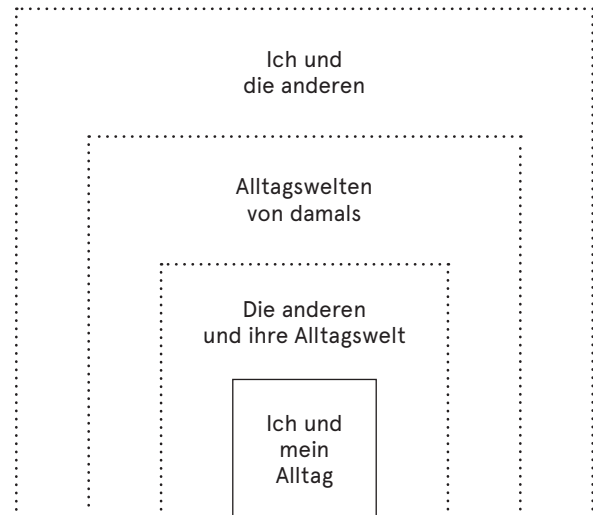 Ich und
die anderen
Alltagswelten
von damals
Die anderen
und ihre Alltagswelt
Ich und
mein
Alltag